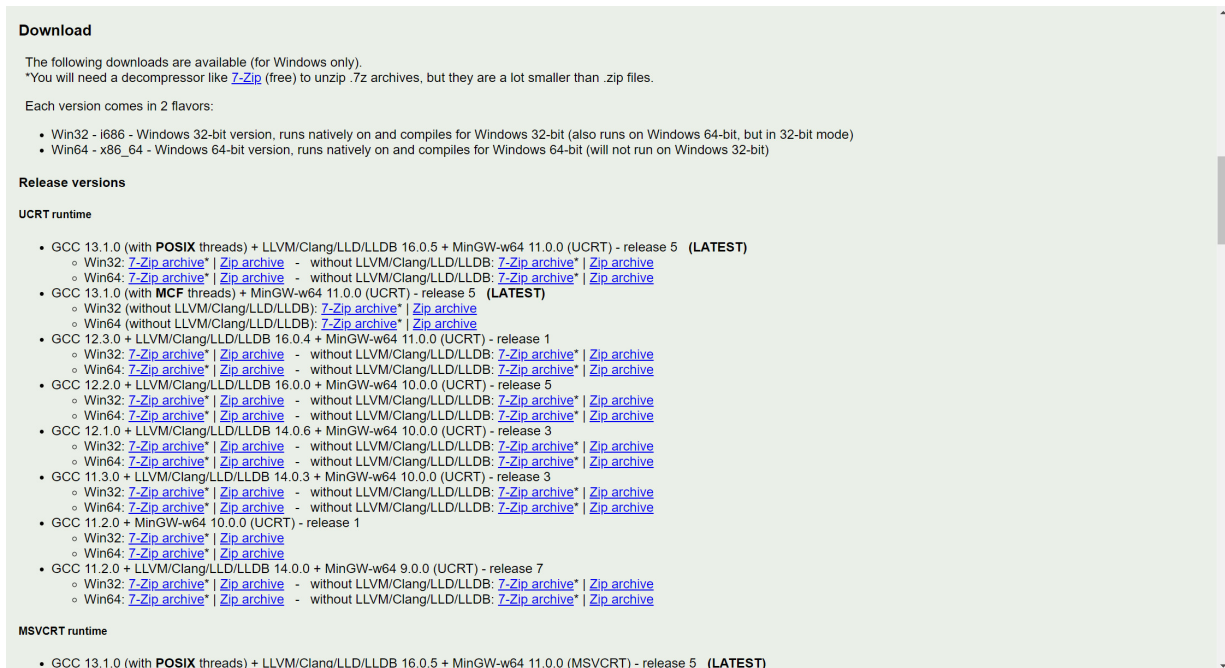 Download
The following downloads are available (for Windows only).
*You will need a decompressor like 7-Zip (free) to unzip .7z archives, but they are a lot smaller than .zip files.
Each version comes in 2 flavors:
• Win32 - i686 - Windows 32-bit version, runs natively on and compiles for Windows 32-bit (also runs on Windows 64-bit, but in 32-bit mode)
• Win64 - x86_64 - Windows 64-bit version, runs natively on and compiles for Windows 64-bit (will not run on Windows 32-bit)
Release versions
UCRT runtime
• GCC 13.1.0 (with POSIX threads) + LLVM/Clang/LLD/LLDB 16.0.5 + MinGW-w64 11.0.0 (UCRT) - release 5 (LATEST)
◦ Win32: 7-Zip archive* | Zip archive - without LLVM/Clang/LLD/LLDB: 7-Zip archive* | Zip archive
◦ Win64: 7-Zip archive* | Zip archive - without LLVM/Clang/LLD/LLDB: 7-Zip archive* | Zip archive
• GCC 13.1.0 (with MCF threads) + MinGW-w64 11.0.0 (UCRT) - release 5 (LATEST)
◦ Win32 (without LLVM/Clang/LLD/LLDB): 7-Zip archive* | Zip archive
◦ Win64 (without LLVM/Clang/LLD/LLDB): 7-Zip archive* | Zip archive
• GCC 12.3.0 + LLVM/Clang/LLD/LLDB 16.0.4 + MinGW-w64 11.0.0 (UCRT) - release 1
◦ Win32: 7-Zip archive* | Zip archive - without LLVM/Clang/LLD/LLDB: 7-Zip archive* | Zip archive
◦ Win64: 7-Zip archive* | Zip archive - without LLVM/Clang/LLD/LLDB: 7-Zip archive* | Zip archive
• GCC 12.2.0 + LLVM/Clang/LLD/LLDB 16.0.0 + MinGW-w64 10.0.0 (UCRT) - release 5
◦ Win32: 7-Zip archive* | Zip archive - without LLVM/Clang/LLD/LLDB: 7-Zip archive* | Zip archive
◦ Win64: 7-Zip archive* | Zip archive - without LLVM/Clang/LLD/LLDB: 7-Zip archive* | Zip archive
• GCC 12.1.0 + LLVM/Clang/LLD/LLDB 14.0.6 + MinGW-w64 10.0.0 (UCRT) - release 3
◦ Win32: 7-Zip archive* | Zip archive - without LLVM/Clang/LLD/LLDB: 7-Zip archive* | Zip archive
◦ Win64: 7-Zip archive* | Zip archive - without LLVM/Clang/LLD/LLDB: 7-Zip archive* | Zip archive
• GCC 11.3.0 + LLVM/Clang/LLD/LLDB 14.0.3 + MinGW-w64 10.0.0 (UCRT) - release 3
◦ Win32: 7-Zip archive* | Zip archive - without LLVM/Clang/LLD/LLDB: 7-Zip archive* | Zip archive
◦ Win64: 7-Zip archive* | Zip archive - without LLVM/Clang/LLD/LLDB: 7-Zip archive* | Zip archive
• GCC 11.2.0 + MinGW-w64 10.0.0 (UCRT) - release 1
◦ Win32: 7-Zip archive* | Zip archive
◦ Win64: 7-Zip archive* | Zip archive
• GCC 11.2.0 + LLVM/Clang/LLD/LLDB 14.0.0 + MinGW-w64 9.0.0 (UCRT) - release 7
◦ Win32: 7-Zip archive* | Zip archive - without LLVM/Clang/LLD/LLDB: 7-Zip archive* | Zip archive
◦ Win64: 7-Zip archive* | Zip archive - without LLVM/Clang/LLD/LLDB: 7-Zip archive* | Zip archive
MSVCRT runtime
• GCC 13.1.0 (with POSIX threads) + LLVM/Clang/LLD/LLDB 16.0.5 + MinGW-w64 11.0.0 (MSVCRT) - release 5 (LATEST)